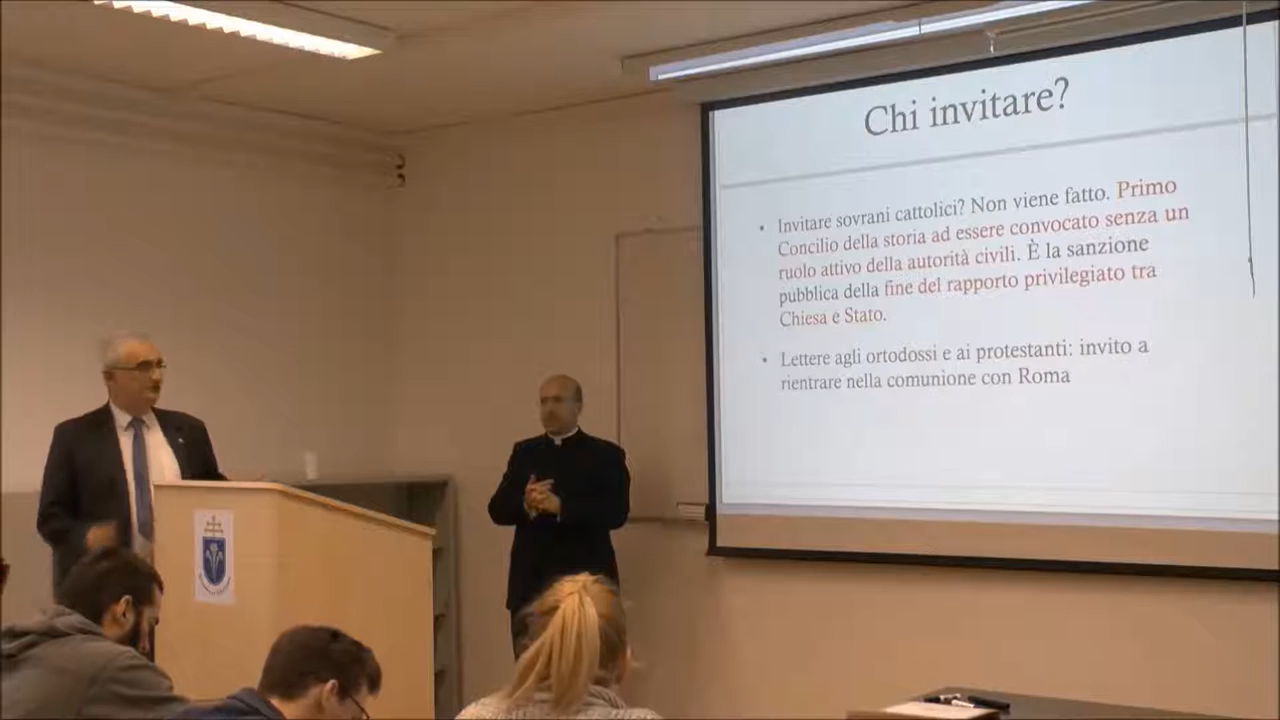 Chi invitare?
• Invitare sovrani cattolici? Non viene fatto. Primo
Concilio della storia ad essere convocato senza un
ruolo attivo della autorità civili. È la sanzione
pubblica della fine del rapporto privilegiato tra
Chiesa e Stato.
• Lettere agli ortodossi e ai protestanti: invito a
rientrare nella comunione con Roma